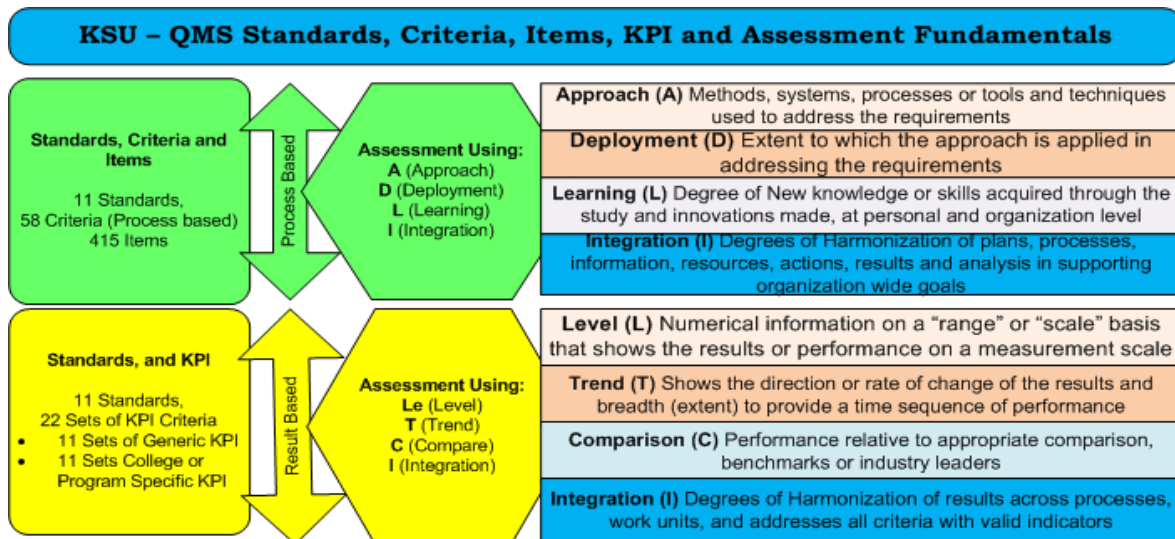 KSU – QMS Standards, Criteria, Items, KPI and Assessment Fundamentals
Standards, Criteria and
Items
11 Standards,
58 Criteria (Process based)
415 Items
Process Based
Assessment Using:
A (Approach)
D (Deployment)
L (Learning)
I (Integration)
Approach (A) Methods, systems, processes or tools and techniques
used to address the requirements
Deployment (D) Extent to which the approach is applied in
addressing the requirements
Learning (L) Degree of New knowledge or skills acquired through the
study and innovations made, at personal and organization level
Integration (I) Degrees of Harmonization of plans, processes,
information, resources, actions, results and analysis in supporting
organization wide goals
Standards, and KPI
11 Standards,
22 Sets of KPI Criteria
• 11 Sets of Generic KPI
• 11 Sets College or
Program Specific KPI
Result Based
Assessment Using:
Le (Level)
T (Trend)
C (Compare)
I (Integration)
Level (L) Numerical information on a “range” or “scale” basis
that shows the results or performance on a measurement scale
Trend (T) Shows the direction or rate of change of the results and
breadth (extent) to provide a time sequence of performance
Comparison (C) Performance relative to appropriate comparison,
benchmarks or industry leaders
Integration (I) Degrees of Harmonization of results across processes,
work units, and addresses all criteria with valid indicators